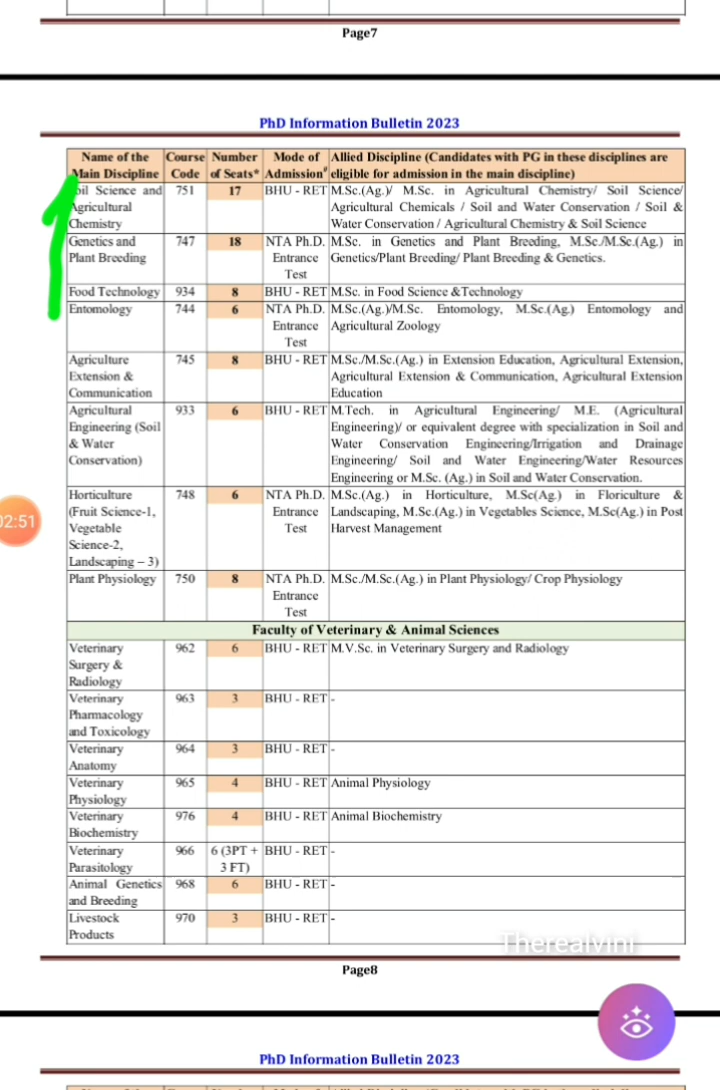 Page7
PhD Information Bulletin 2023
Name of the Main Discipline | Course Code | Number of Seats* | Mode of Admission# | Allied Discipline (Candidates with PG in these disciplines are eligible for admission in the main discipline)
Soil Science and Agricultural Chemistry | 751 | 17 | BHU - RET | M.Sc.(Ag.)/ M.Sc. in Agricultural Chemistry/ Soil Science/ Agricultural Chemicals / Soil and Water Conservation / Soil & Water Conservation / Agricultural Chemistry & Soil Science
Genetics and Plant Breeding | 747 | 18 | NTA Ph.D. Entrance Test | M.Sc. in Genetics and Plant Breeding, M.Sc./M.Sc.(Ag.) in Genetics/Plant Breeding/ Plant Breeding & Genetics.
Food Technology | 934 | 8 | BHU - RET | M.Sc. in Food Science &Technology
Entomology | 744 | 6 | NTA Ph.D. Entrance Test | M.Sc.(Ag.)/M.Sc. Entomology, M.Sc.(Ag.) Entomology and Agricultural Zoology
Agriculture Extension & Communication | 745 | 8 | BHU - RET | M.Sc./M.Sc.(Ag.) in Extension Education, Agricultural Extension, Agricultural Extension & Communication, Agricultural Extension Education
Agricultural Engineering (Soil & Water Conservation) | 933 | 6 | BHU - RET | M.Tech. in Agricultural Engineering/ M.E. (Agricultural Engineering)/ or equivalent degree with specialization in Soil and Water Conservation Engineering/Irrigation and Drainage Engineering/ Soil and Water Engineering/Water Resources Engineering or M.Sc. (Ag.) in Soil and Water Conservation.
Horticulture (Fruit Science-1, Vegetable Science-2, Landscaping – 3) | 748 | 6 | NTA Ph.D. Entrance Test | M.Sc.(Ag.) in Horticulture, M.Sc(Ag.) in Floriculture & Landscaping, M.Sc.(Ag.) in Vegetables Science, M.Sc(Ag.) in Post Harvest Management
Plant Physiology | 750 | 8 | NTA Ph.D. Entrance Test | M.Sc./M.Sc.(Ag.) in Plant Physiology/ Crop Physiology
Faculty of Veterinary & Animal Sciences
Veterinary Surgery & Radiology | 962 | 6 | BHU - RET | M.V.Sc. in Veterinary Surgery and Radiology
Veterinary Pharmacology and Toxicology | 963 | 3 | BHU - RET | -
Veterinary Anatomy | 964 | 3 | BHU - RET | -
Veterinary Physiology | 965 | 4 | BHU - RET | Animal Physiology
Veterinary Biochemistry | 976 | 4 | BHU - RET | Animal Biochemistry
Veterinary Parasitology | 966 | 6 (3PT + 3 FT) | BHU - RET | -
Animal Genetics and Breeding | 968 | 6 | BHU - RET | -
Livestock Products | 970 | 3 | BHU - RET | -
02:51
Therealvini
Page8
PhD Information Bulletin 2023